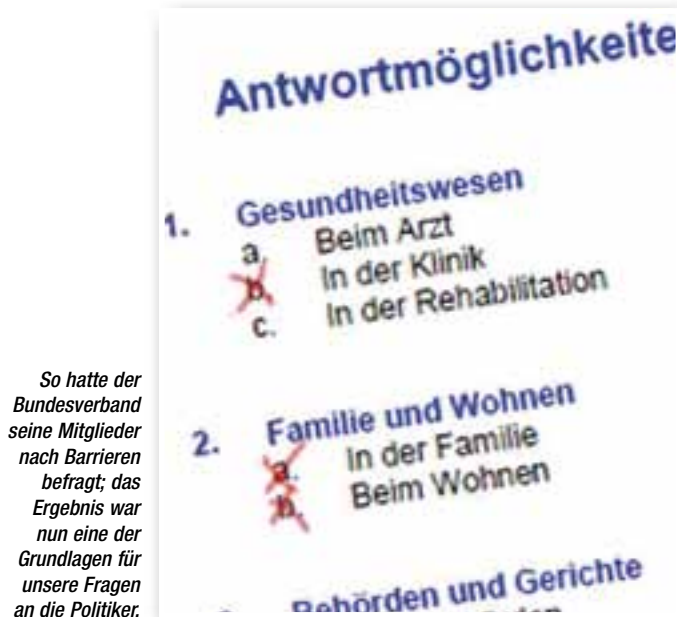 Antwortmöglichkeite
1. Gesundheitswesen
a. Beim Arzt
b. In der Klinik
c. In der Rehabilitation
2. Familie und Wohnen
a. In der Familie
b. Beim Wohnen
Behörden und Gerichte
So hatte der
Bundesverband
seine Mitglieder
nach Barrieren
befragt; das
Ergebnis war
nun eine der
Grundlagen für
unsere Fragen
an die Politiker.